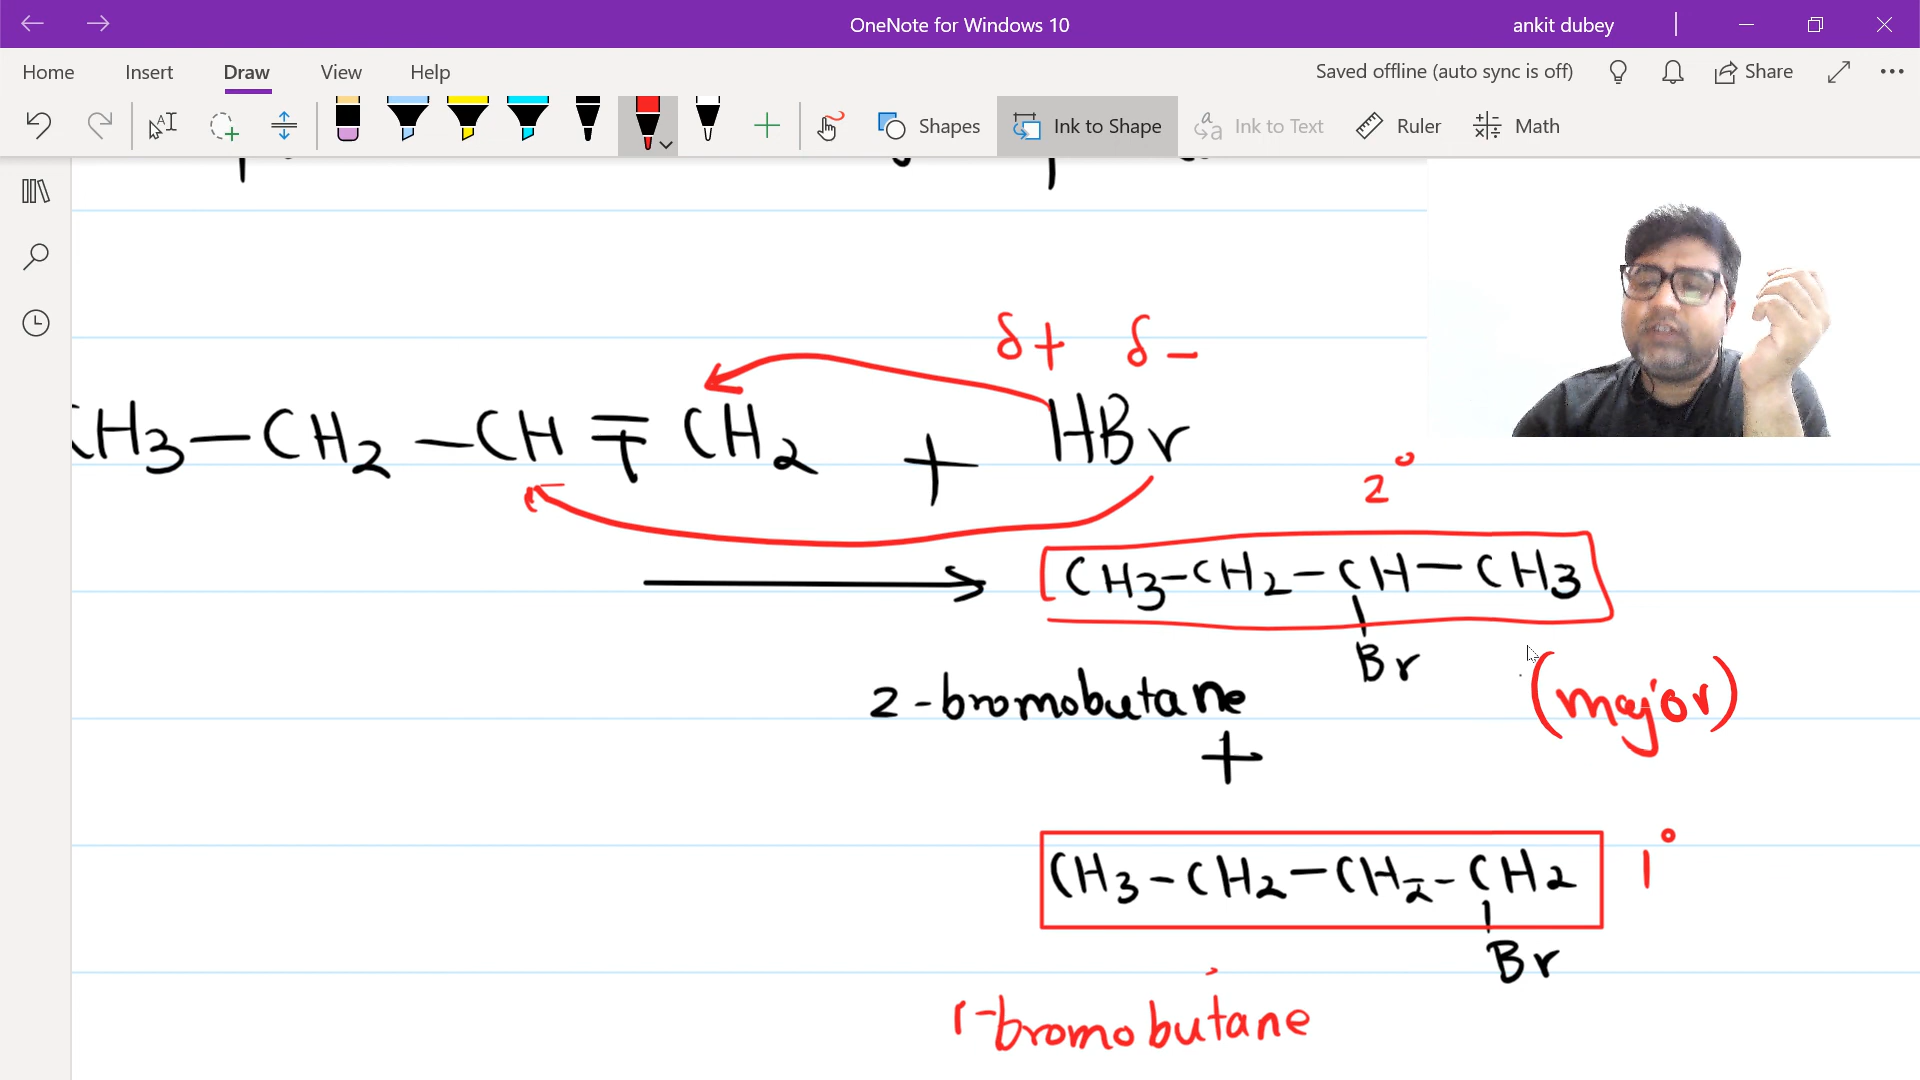 OneNote for Windows 10
ankit dubey
Home Insert Draw View Help
Saved offline (auto sync is off) Share
Shapes Ink to Shape Ink to Text Ruler Math
δ+ δ-
CH3-CH2-CH=CH2 + HBr
2°
CH3-CH2-CH-CH3
Br
2-bromobutane (major)
+
CH3-CH2-CH2-CH2 1°
Br
1-bromobutane